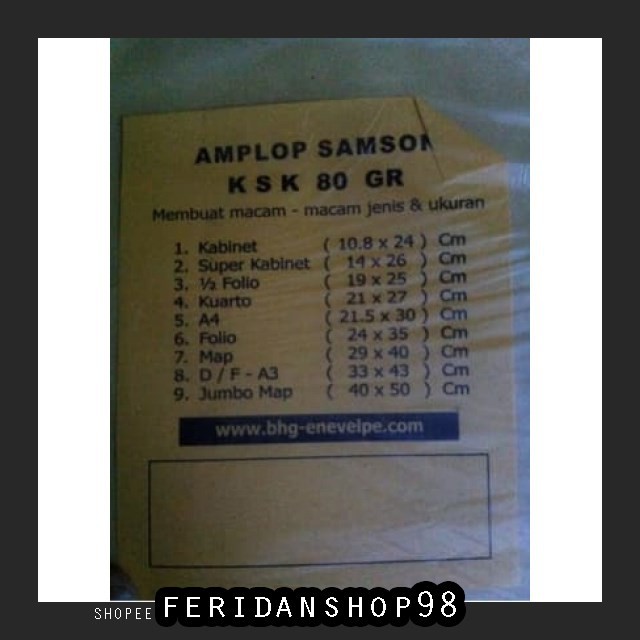 AMPLOP SAMSON
K S K 80 GR
Membuat macam - macam jenis & ukuran
1. Kabinet ( 10.8 x 24 ) Cm
2. Super Kabinet ( 14 x 26 ) Cm
3. ½ Folio ( 19 x 25 ) Cm
4. Kuarto ( 21 x 27 ) Cm
5. A4 ( 21.5 x 30 ) Cm
6. Folio ( 24 x 35 ) Cm
7. Map ( 29 x 40 ) Cm
8. D / F - A3 ( 33 x 43 ) Cm
9. Jumbo Map ( 40 x 50 ) Cm
www.bhg-enevelpe.com
SHOPEE FERIDANSHOP98